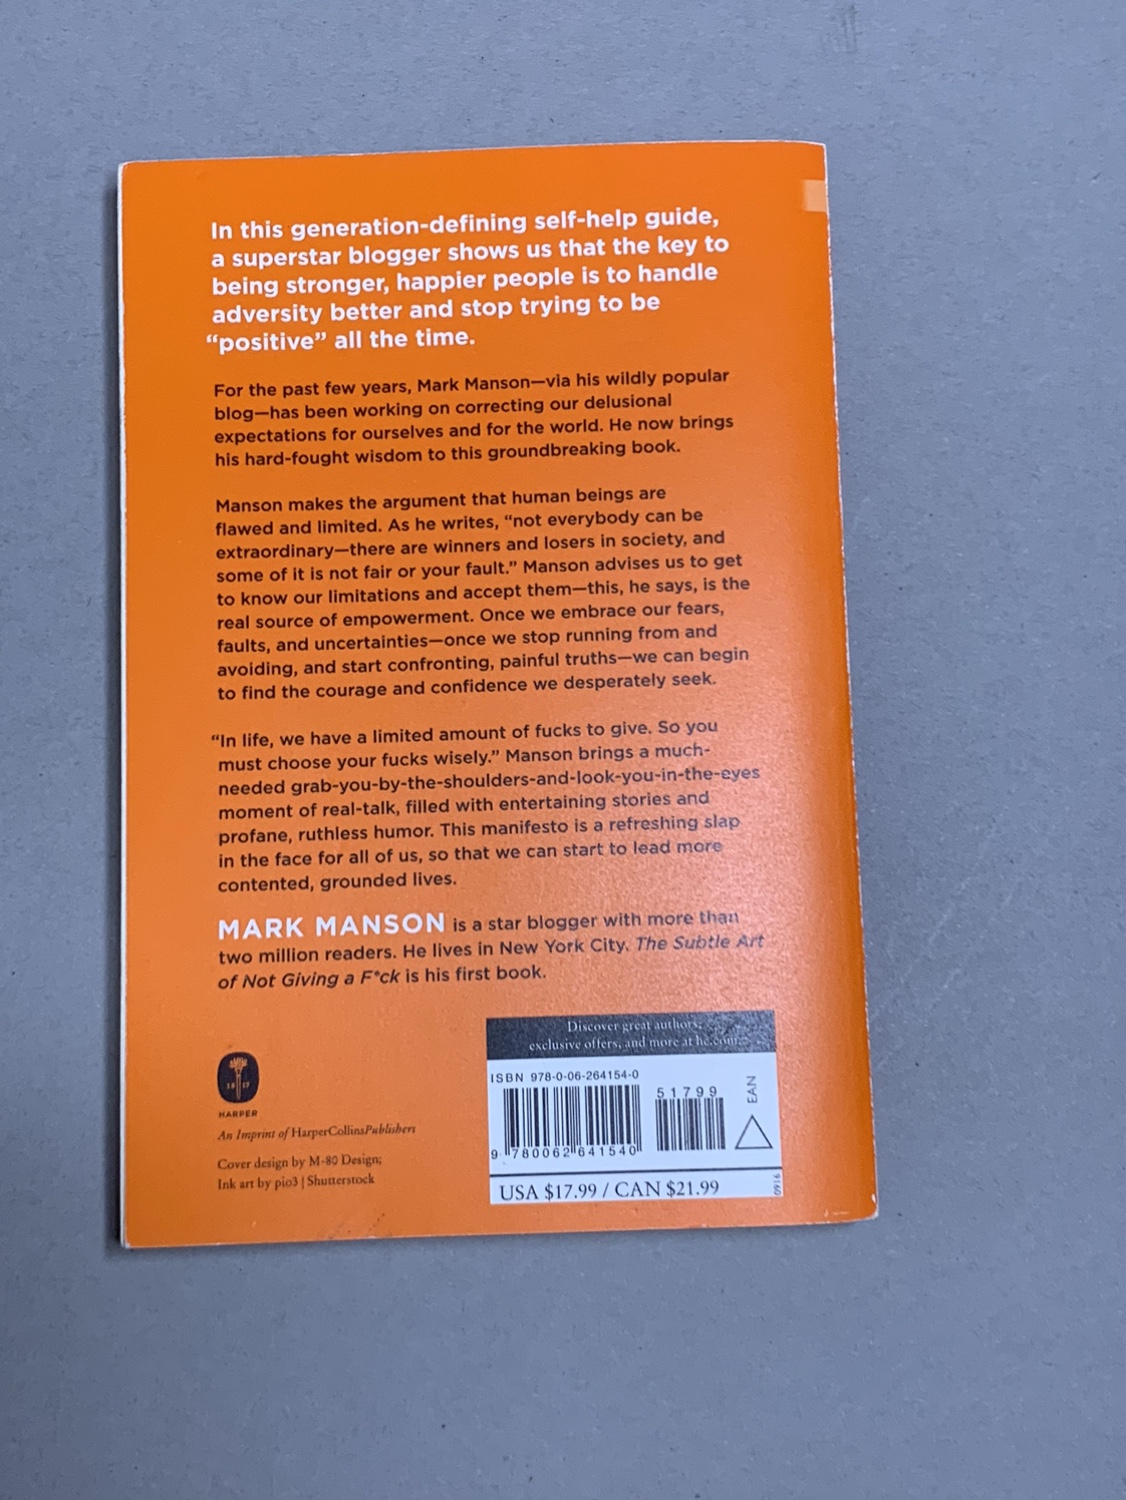 In this generation-defining self-help guide,
a superstar blogger shows us that the key to
being stronger, happier people is to handle
adversity better and stop trying to be
“positive” all the time.
For the past few years, Mark Manson—via his wildly popular
blog—has been working on correcting our delusional
expectations for ourselves and for the world. He now brings
his hard-fought wisdom to this groundbreaking book.
Manson makes the argument that human beings are
flawed and limited. As he writes, “not everybody can be
extraordinary—there are winners and losers in society, and
some of it is not fair or your fault.” Manson advises us to get
to know our limitations and accept them—this, he says, is the
real source of empowerment. Once we embrace our fears,
faults, and uncertainties—once we stop running from and
avoiding, and start confronting, painful truths—we can begin
to find the courage and confidence we desperately seek.
“In life, we have a limited amount of fucks to give. So you
must choose your fucks wisely.” Manson brings a much-
needed grab-you-by-the-shoulders-and-look-you-in-the-eyes
moment of real-talk, filled with entertaining stories and
profane, ruthless humor. This manifesto is a refreshing slap
in the face for all of us, so that we can start to lead more
contented, grounded lives.
MARK MANSON is a star blogger with more than
two million readers. He lives in New York City. The Subtle Art
of Not Giving a F*ck is his first book.
1817
HARPER
An Imprint of HarperCollinsPublishers
Cover design by M-80 Design;
Ink art by pio3 | Shutterstock
Discover great authors,
exclusive offers, and more at hc.com.
ISBN 978-0-06-264154-0
51799
EAN
9 780062 641540
USA $17.99 / CAN $21.99
0916